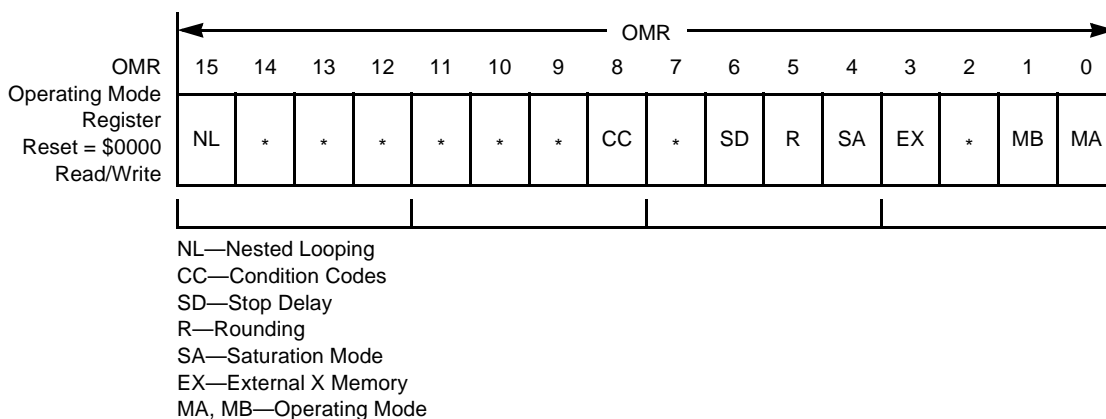 OMR
OMR 15 14 13 12 11 10 9 8 7 6 5 4 3 2 1 0
Operating Mode
Register
Reset = $0000
Read/Write
NL * * * * * * CC * SD R SA EX * MB MA
NL—Nested Looping
CC—Condition Codes
SD—Stop Delay
R—Rounding
SA—Saturation Mode
EX—External X Memory
MA, MB—Operating Mode